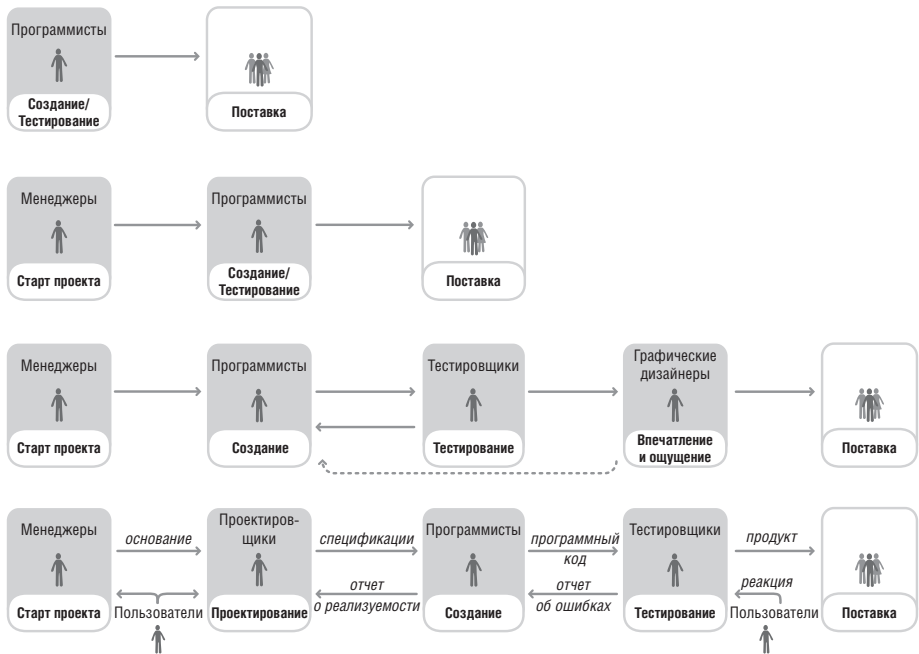 Программисты
Создание/
Тестирование
Поставка
Менеджеры
Старт проекта
Программисты
Создание/
Тестирование
Поставка
Менеджеры
Старт проекта
Программисты
Создание
Тестировщики
Тестирование
Графические
дизайнеры
Впечатление
и ощущение
Поставка
Менеджеры
Старт проекта
основание
Пользователи
Проектиров-
щики
Проектирование
спецификации
отчет
о реализуемости
Программисты
Создание
программный
код
отчет
об ошибках
Тестировщики
Тестирование
продукт
реакция
Пользователи
Поставка